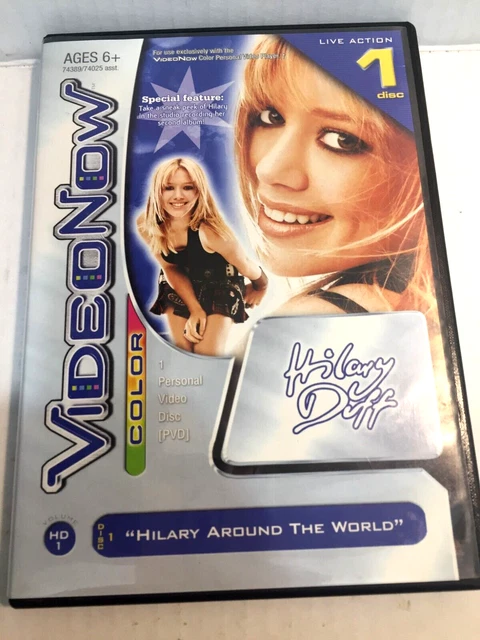 AGES 6+
74389/74025 asst.
For use exclusively with the
VIDEONOW Color Personal Video Player
LIVE ACTION
1
disc
Special feature:
Take a sneak peek of Hilary
in the studio recording her
second album!
VIDEONOW
COLOR
1
Personal
Video
Disc
[PVD]
Hilary
Duff
VOLUME
HD
1
DISC 1 "HILARY AROUND THE WORLD"